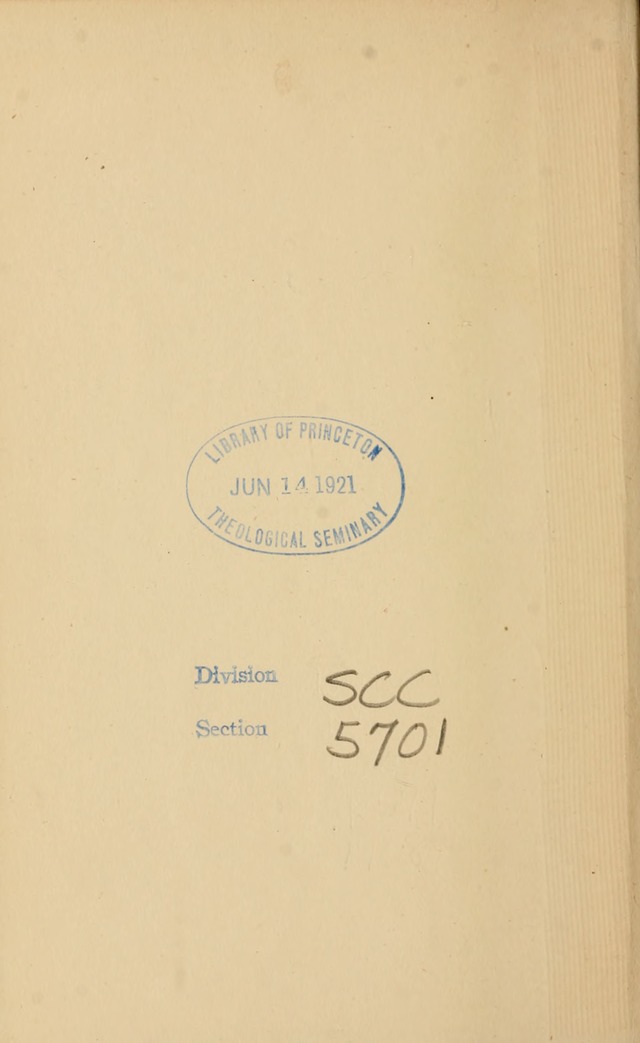 LIBRARY OF PRINCETON
JUN 14 1921
THEOLOGICAL SEMINARY
Division SCC
Section 5701